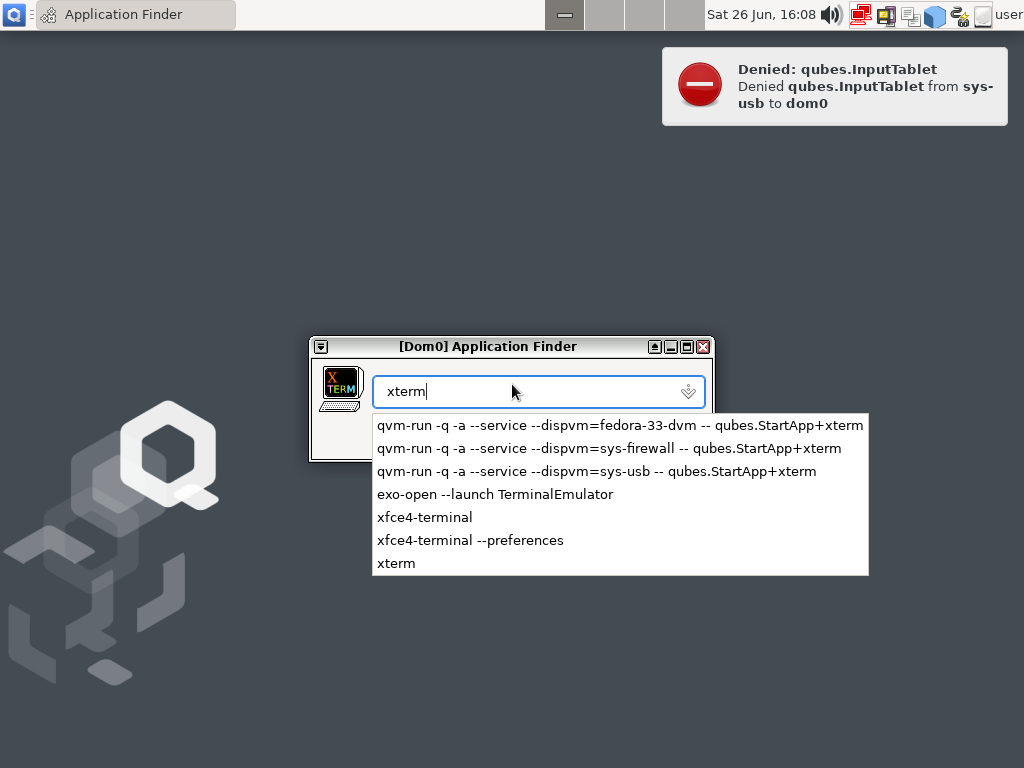 Application Finder
Sat 26 Jun, 16:08
user
Denied: qubes.InputTablet
Denied qubes.InputTablet from sys-
usb to dom0
[Dom0] Application Finder
X
TERM
xterm
qvm-run -q -a --service --dispvm=fedora-33-dvm -- qubes.StartApp+xterm
qvm-run -q -a --service --dispvm=sys-firewall -- qubes.StartApp+xterm
qvm-run -q -a --service --dispvm=sys-usb -- qubes.StartApp+xterm
exo-open --launch TerminalEmulator
xfce4-terminal
xfce4-terminal --preferences
xterm